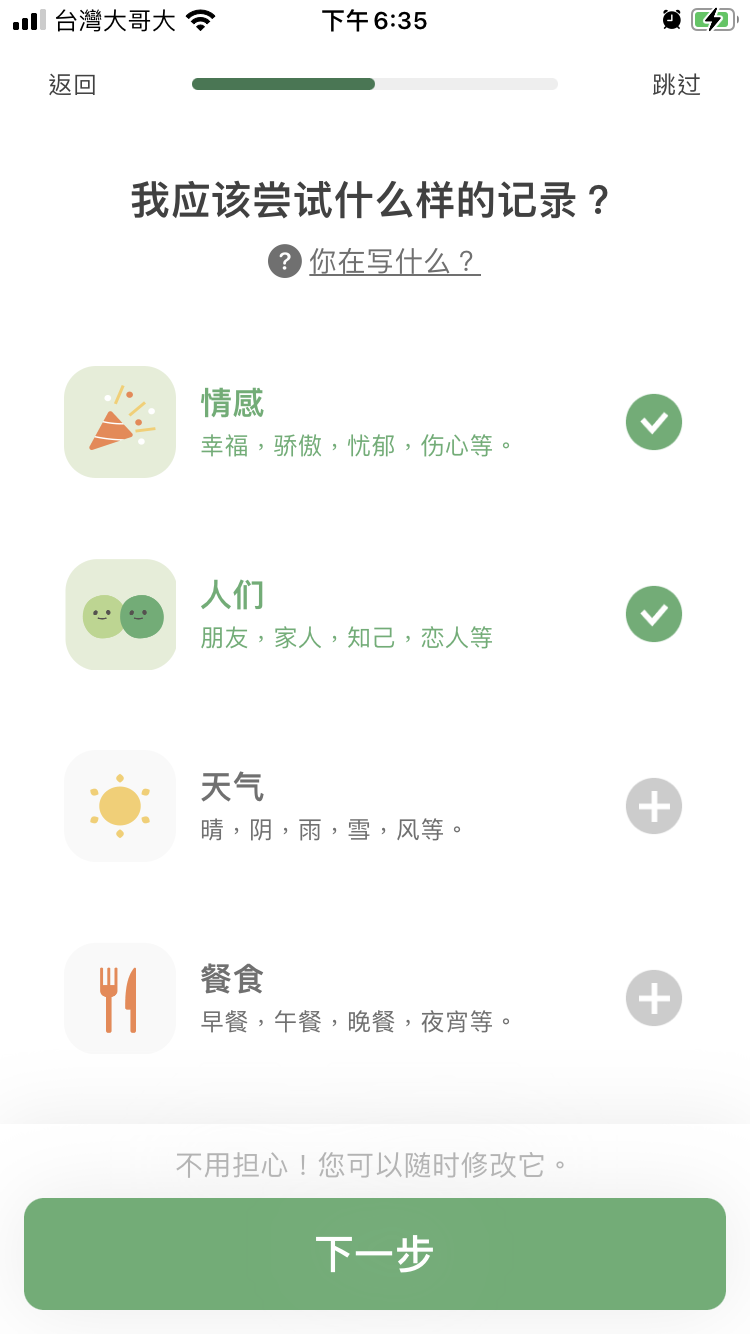 台灣大哥大 下午6:35
返回 跳过
我应该尝试什么样的记录？
? 你在写什么？
情感
幸福，骄傲，忧郁，伤心等。
人们
朋友，家人，知己，恋人等
天气
晴，阴，雨，雪，风等。
餐食
早餐，午餐，晚餐，夜宵等。
不用担心！您可以随时修改它。
下一步